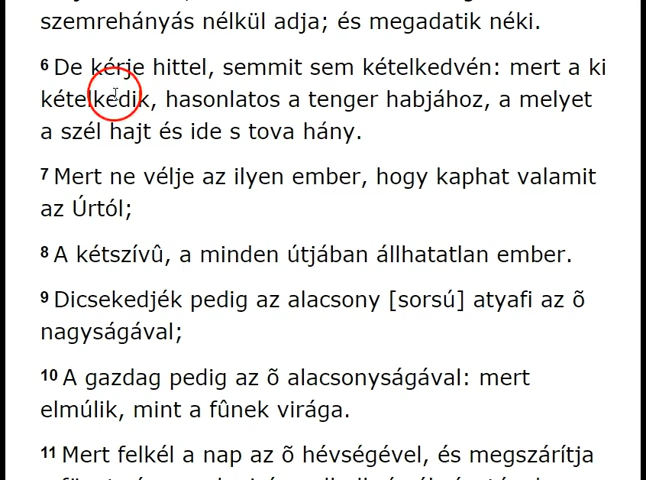 szemrehányás nélkül adja; és megadatik néki.
6 De kérje hittel, semmit sem kételkedvén: mert a ki
kételkedik, hasonlatos a tenger habjához, a melyet
a szél hajt és ide s tova hány.
7 Mert ne vélje az ilyen ember, hogy kaphat valamit
az Úrtól;
8 A kétszívû, a minden útjában állhatatlan ember.
9 Dicsekedjék pedig az alacsony [sorsú] atyafi az õ
nagyságával;
10 A gazdag pedig az õ alacsonyságával: mert
elmúlik, mint a fûnek virága.
11 Mert felkél a nap az õ hévségével, és megszárítja